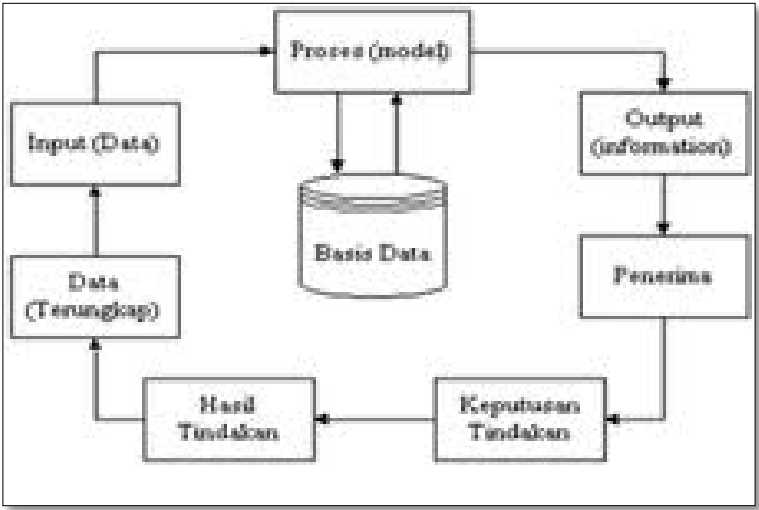 Proses (model)
Input (Data)
Output
(information)
Basis Data
Data
(Terungkap)
Penerima
Hasil
Tindakan
Keputusan
Tindakan